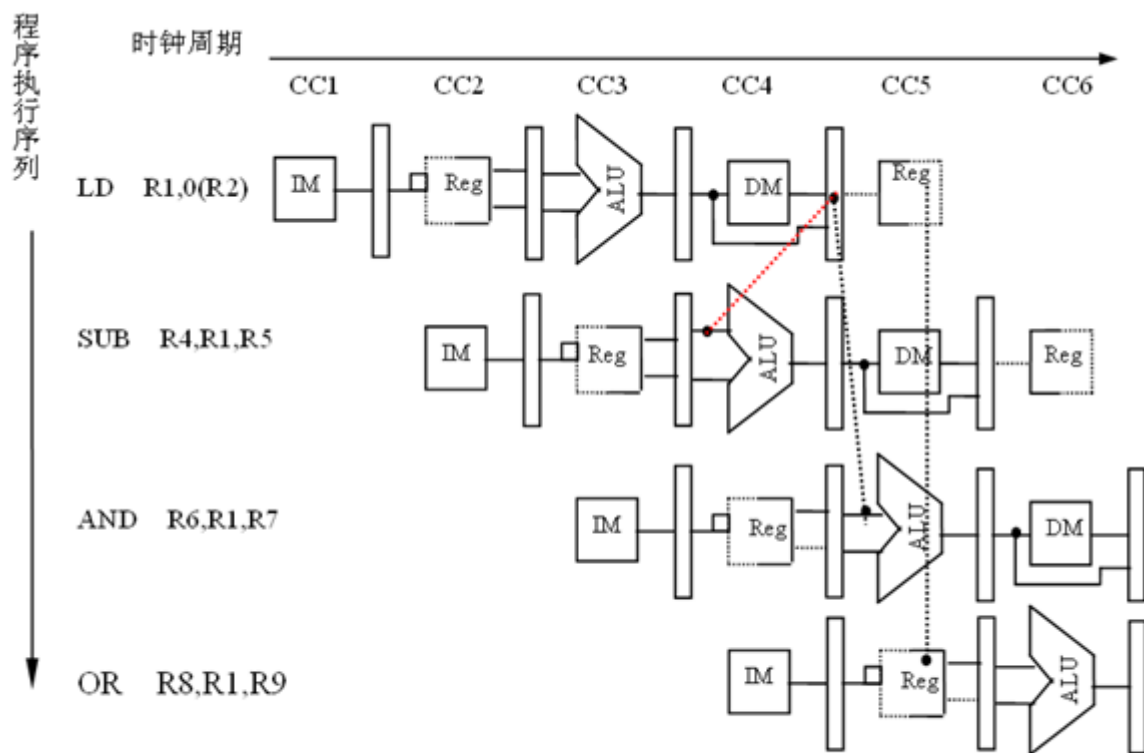 程序执行序列
时钟周期
CC1 CC2 CC3 CC4 CC5 CC6
LD R1,0(R2) IM Reg ALU DM Reg
SUB R4,R1,R5 IM Reg ALU DM Reg
AND R6,R1,R7 IM Reg ALU DM
OR R8,R1,R9 IM Reg ALU